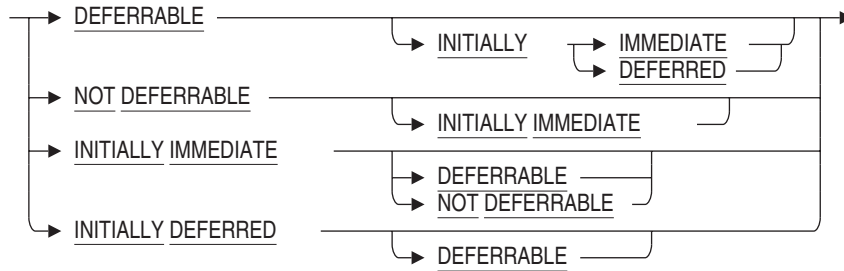 DEFERRABLE
INITIALLY IMMEDIATE
DEFERRED
NOT DEFERRABLE
INITIALLY IMMEDIATE
INITIALLY IMMEDIATE
DEFERRABLE
NOT DEFERRABLE
INITIALLY DEFERRED
DEFERRABLE